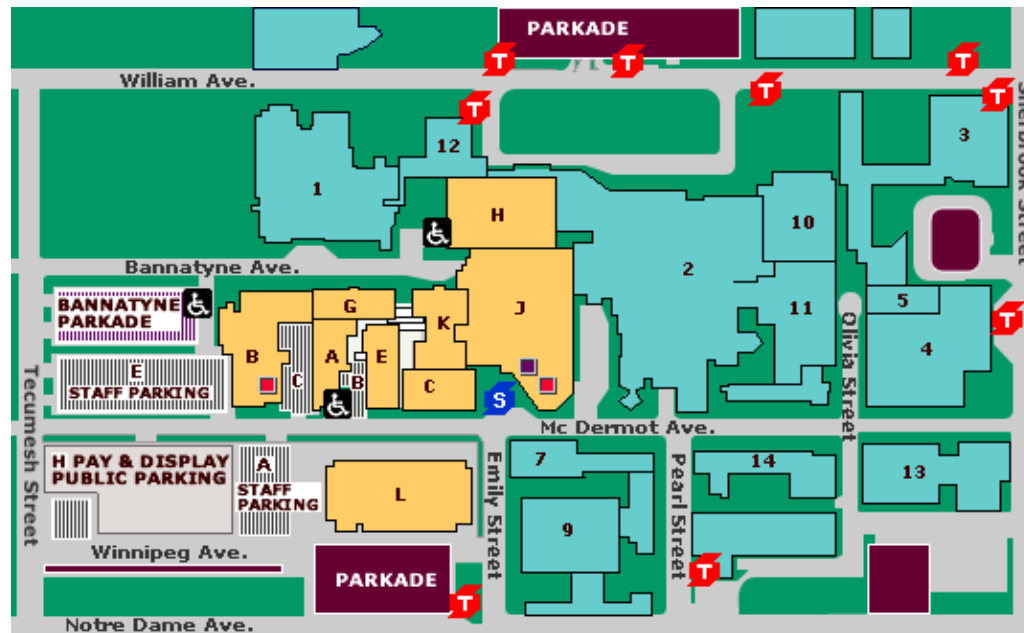 PARKADE
T
T
T
T
T
T
William Ave.
Sherbrook Street
12
3
1
H
10
2
Bannatyne Ave.
BANNATYNE
PARKADE
G
J
K
5
11
T
B
A
E
4
C
B
C
E
STAFF PARKING
S
Olivia Street
Tecumesh Street
Mc Dermot Ave.
H PAY & DISPLAY
PUBLIC PARKING
A
STAFF
PARKING
L
Emily Street
7
9
Pearl Street
14
13
Winnipeg Ave.
PARKADE
T
T
Notre Dame Ave.